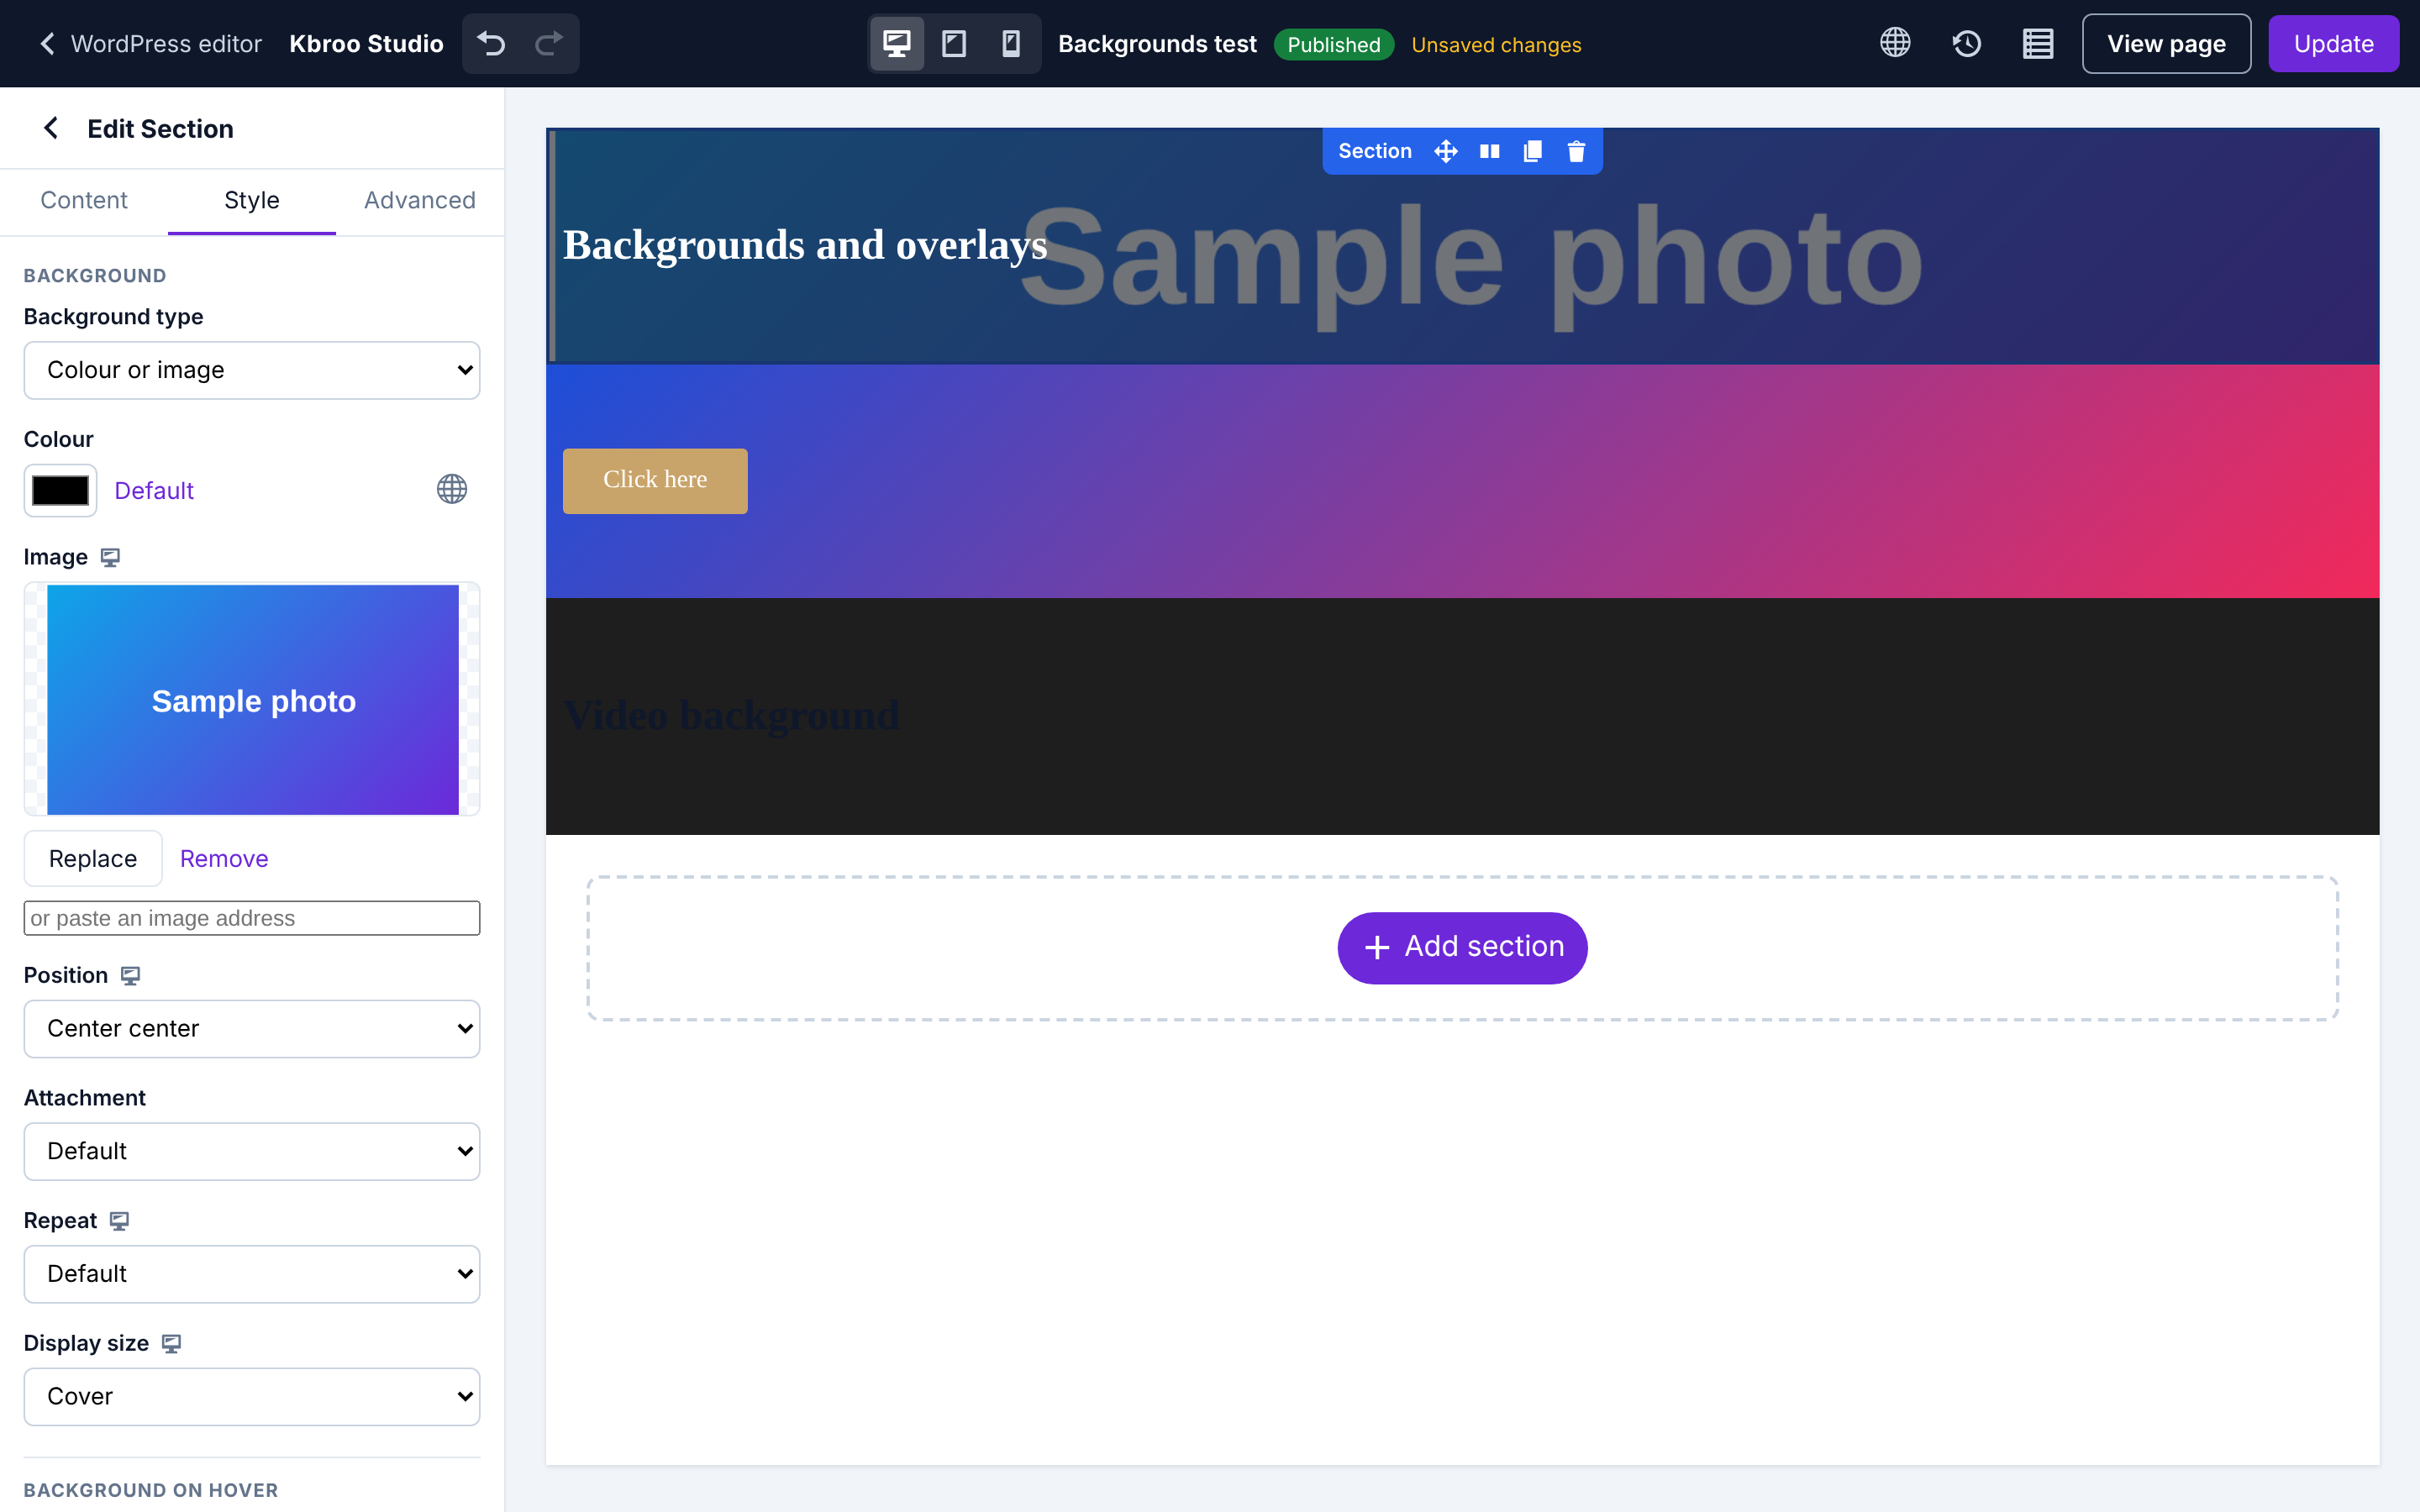 WordPress editor Kbroo Studio Backgrounds test Published Unsaved changes View page Update
Edit Section
Content Style Advanced
BACKGROUND
Background type
Colour or image
Colour
Default
Image
Sample photo
Replace Remove
or paste an image address
Position
Center center
Attachment
Default
Repeat
Default
Display size
Cover
BACKGROUND ON HOVER
Section
Sample photo
Backgrounds and overlays
Click here
Video background
Add section